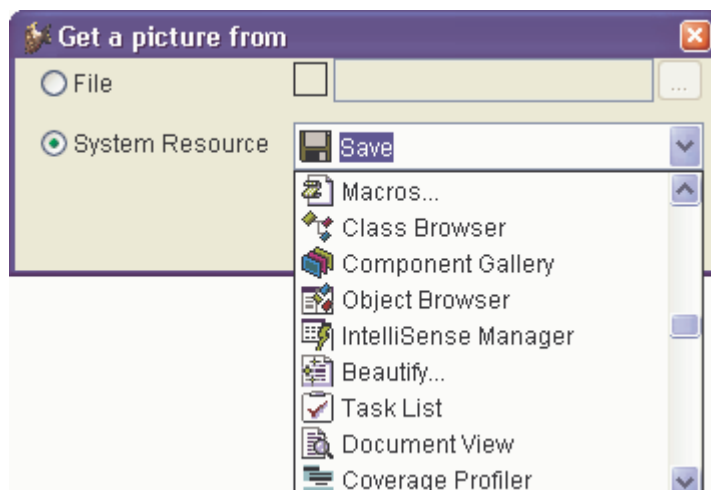 Get a picture from
File
...
System Resource
Save
Macros...
Class Browser
Component Gallery
Object Browser
IntelliSense Manager
Beautify...
Task List
Document View
Coverage Profiler